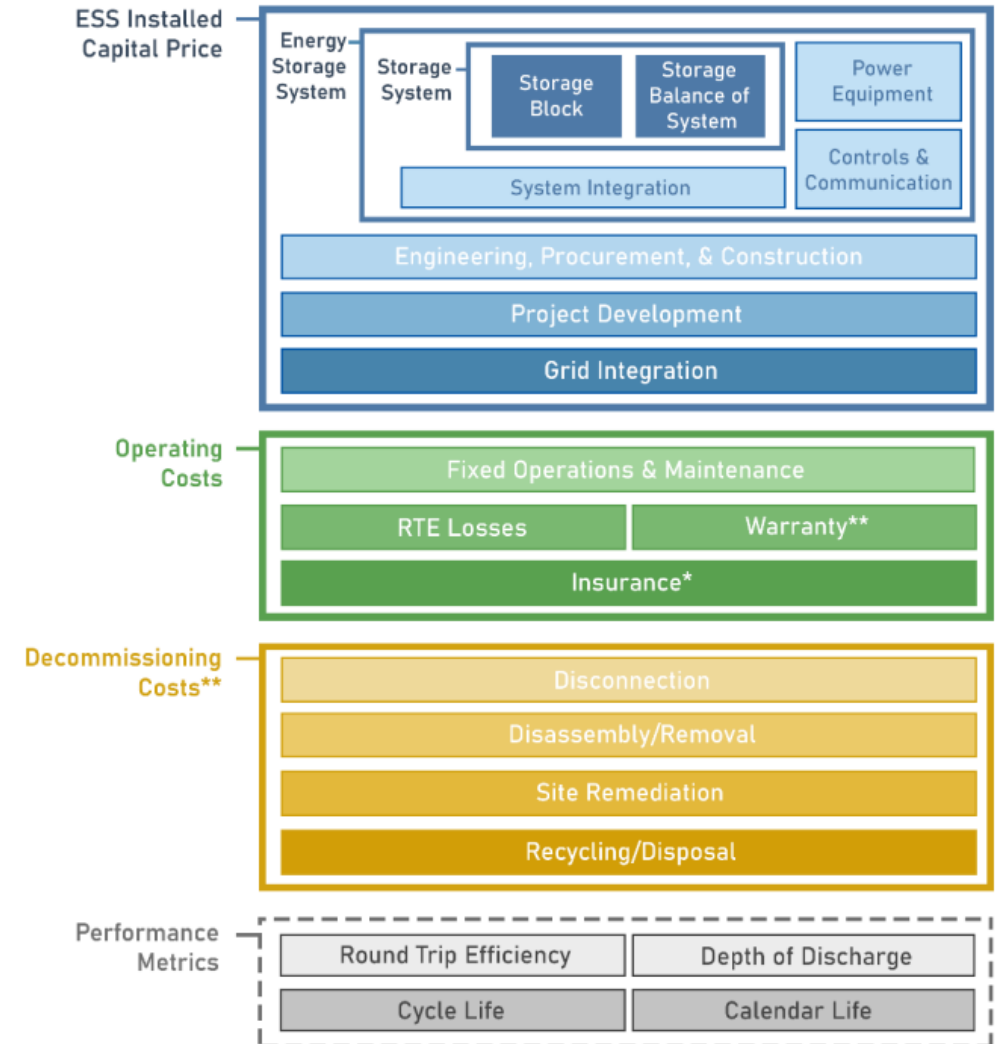 ESS Installed
Capital Price
Energy
Storage
System
Storage
System
Storage
Block
Storage
Balance of
System
Power
Equipment
Controls &
Communication
System Integration
Engineering, Procurement, & Construction
Project Development
Grid Integration
Operating
Costs
Fixed Operations & Maintenance
RTE Losses
Warranty**
Insurance*
Decommissioning
Costs**
Disconnection
Disassembly/Removal
Site Remediation
Recycling/Disposal
Performance
Metrics
Round Trip Efficiency
Depth of Discharge
Cycle Life
Calendar Life